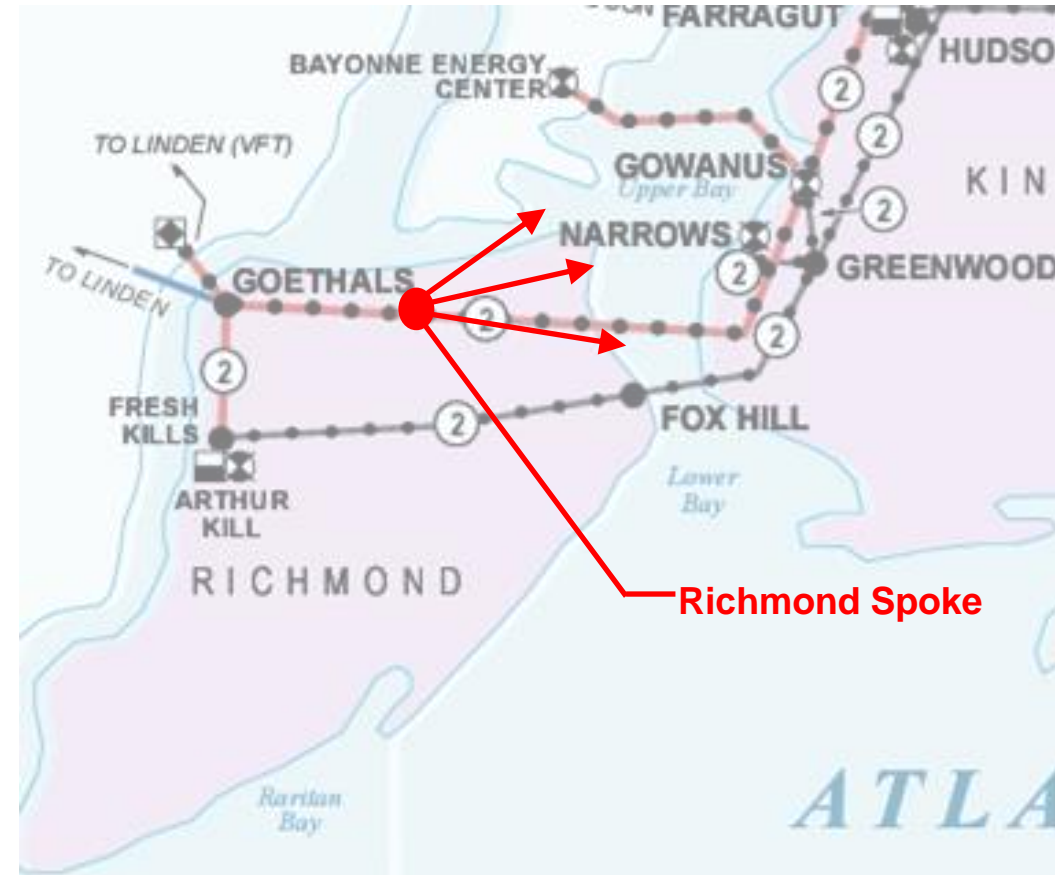 FARRAGUT
HUDSO
BAYONNE ENERGY
CENTER
2
TO LINDEN (VFT)
2
GOWANUS
Upper Bay
KIN
2
NARROWS
TO LINDEN
GOETHALS
2
GREENWOOD
2
2
2
FRESH
KILLS
2
FOX HILL
ARTHUR
KILL
Lower
Bay
RICHMOND
Richmond Spoke
Raritan
Bay
ATLA